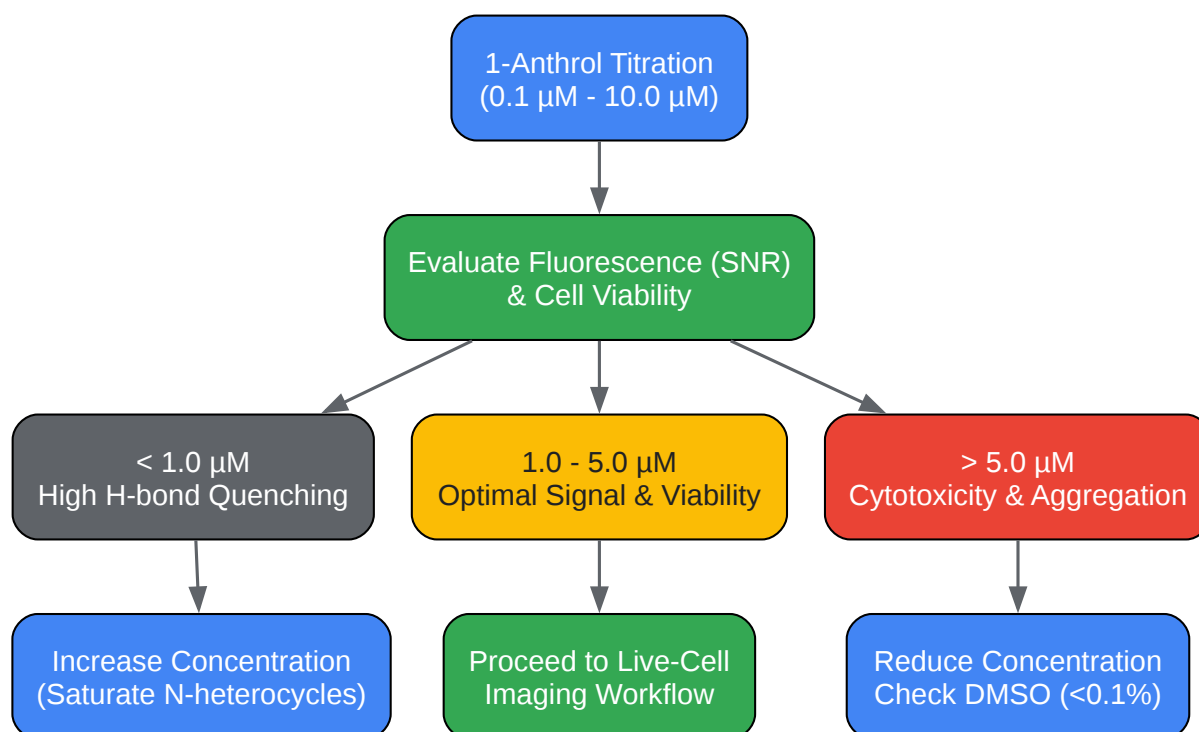 1-Anthrol Titration
(0.1 µM - 10.0 µM)
Evaluate Fluorescence (SNR)
& Cell Viability
< 1.0 µM
High H-bond Quenching
1.0 - 5.0 µM
Optimal Signal & Viability
> 5.0 µM
Cytotoxicity & Aggregation
Increase Concentration
(Saturate N-heterocycles)
Proceed to Live-Cell
Imaging Workflow
Reduce Concentration
Check DMSO (<0.1%)